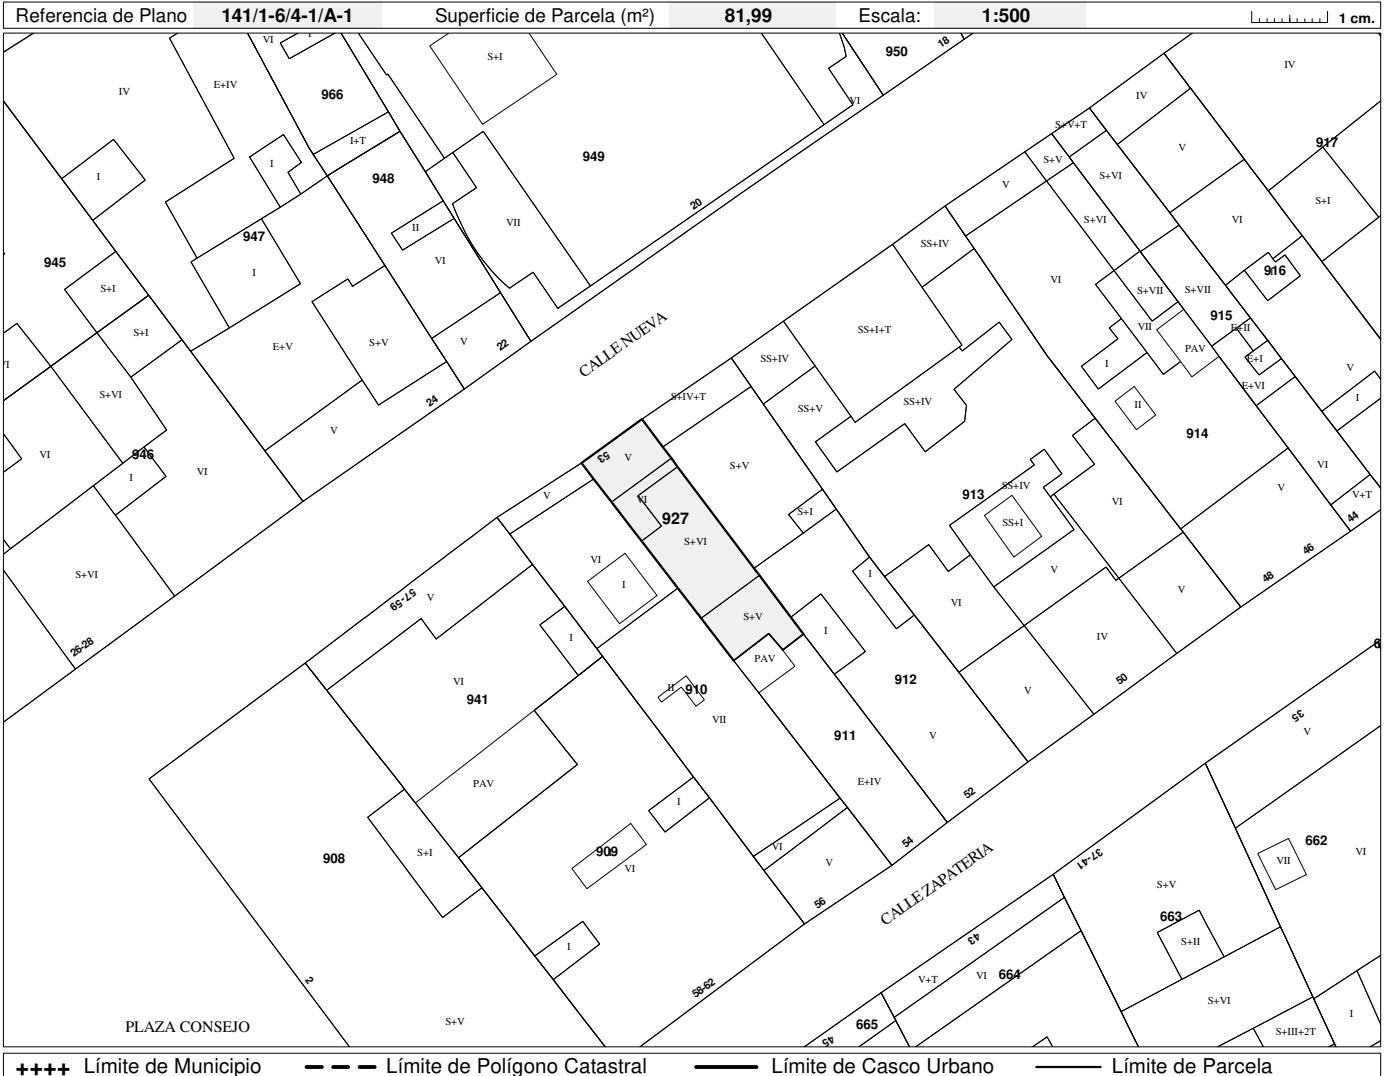 Referencia de Plano 141/1-6/4-1/A-1 Superficie de Parcela (m²) 81,99 Escala: 1:500 1 cm.
VI I S+I 950 18 IV
IV E+IV 966 VI IV
I+T S+V+T
949 V 917
I I 948 S+V S+VI
V
S+I
20
947 II VII S+VI VI
945 I VI SS+IV
VI 916
S+I S+VII S+VII
915
S+I E+V S+V V 22 CALLE NUEVA SS+I+T VII E+II
PAV
VI SS+IV I E+I V
S+VI 24 S+IV+T SS+V SS+IV II E+VI I
V 914
VI 946 VI 53 V S+V VI
I
V VI SS+IV V
913 V+T
927 S+I SS+I VI 44
S+VI
VI 46
S+VI I V 48
57-59 V I VI V
S+V I
26-28 I PAV IV 6
VI 912
941 II 910 V 50
VII 35
911 V V
PAV E+IV
I 52
VI 54 662
908 S+I 909 V 37-41 VII VI
VI
CALLE ZAPATERIA S+V
56 663
I 43 S+II
2 V+T VI 664
58-62 S+VI
PLAZA CONSEJO S+V 665 I
45 S+III+2T
++++ Límite de Municipio Límite de Polígono Catastral Límite de Casco Urbano Límite de Parcela